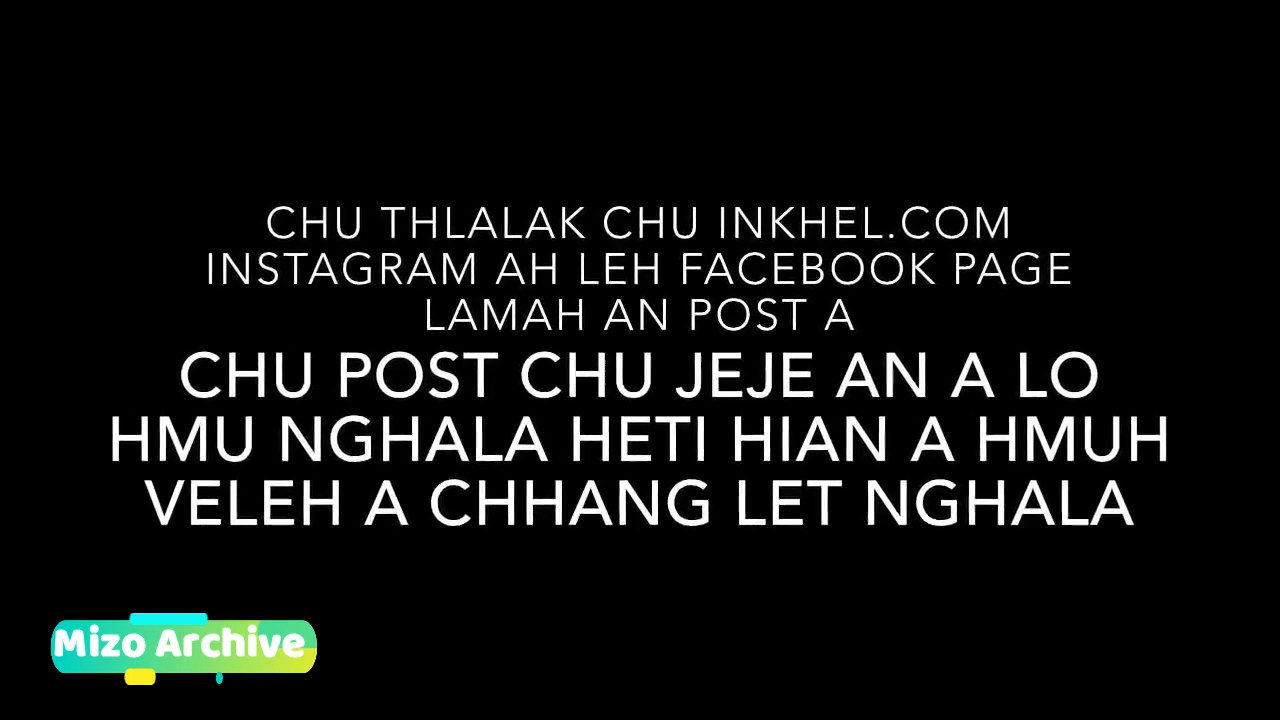 CHU THLALAK CHU INKHEL.COM
INSTAGRAM AH LEH FACEBOOK PAGE
LAMAH AN POST A
CHU POST CHU JEJE AN A LO
HMU NGHALA HETI HIAN A HMUH
VELEH A CHHANG LET NGHALA
Mizo Archive